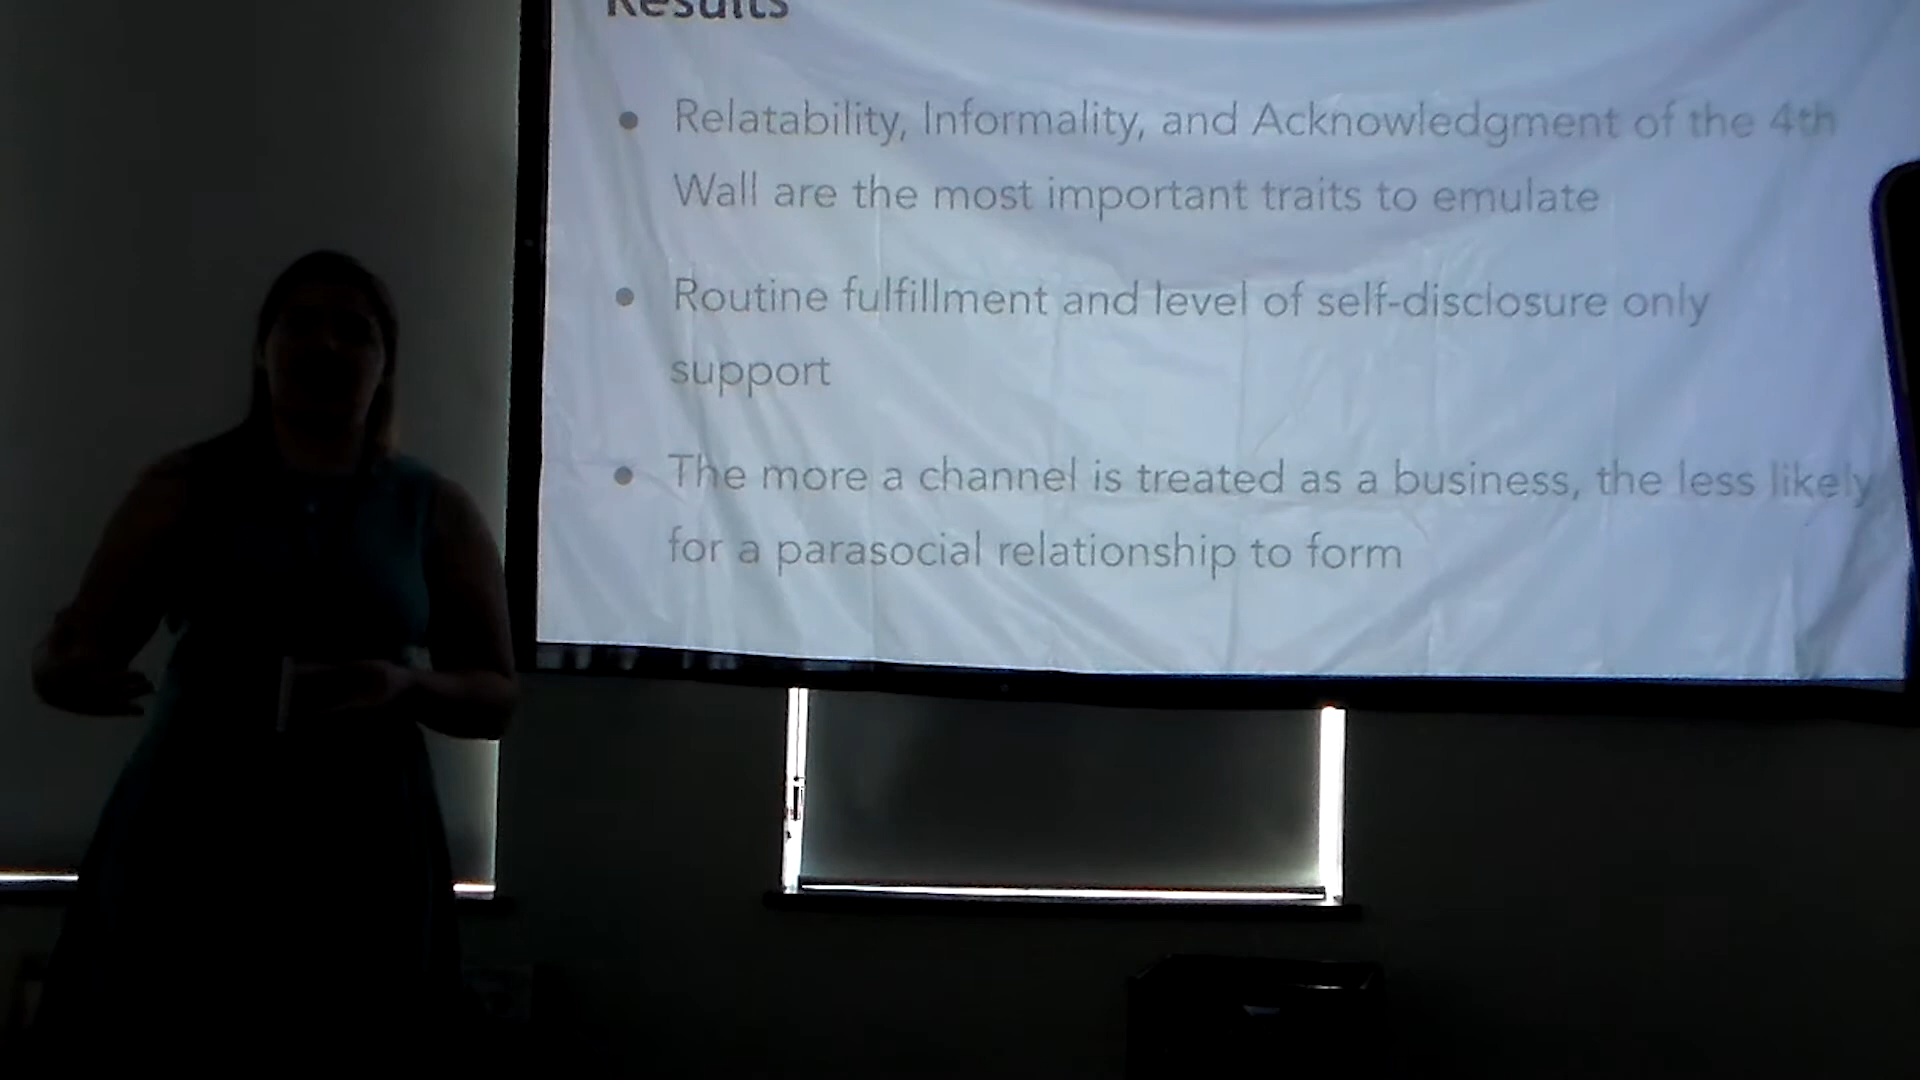 Results
• Relatability, Informality, and Acknowledgment of the 4th
Wall are the most important traits to emulate
• Routine fulfillment and level of self-disclosure only
support
• The more a channel is treated as a business, the less likely
for a parasocial relationship to form